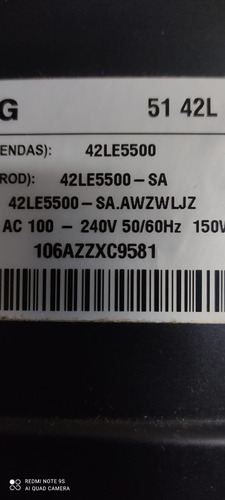 G 51 42L
ENDAS): 42LE5500
ROD): 42LE5500-SA
42LE5500-SA.AWZWLJZ
AC 100 - 240V 50/60Hz 150W
106AZZXC9581
REDMI NOTE 9S
AI QUAD CAMERA